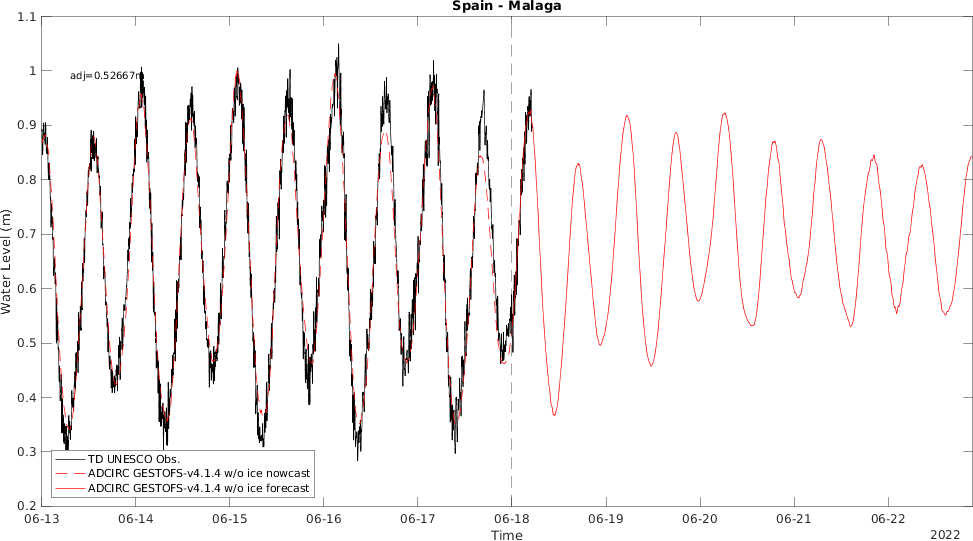 Spain - Malaga
1.1
1
0.9
0.8
0.7
0.6
0.5
0.4
0.3
0.2
Water Level (m)
adj=0.52667m
TD UNESCO Obs.
ADCIRC GESTOFS-v4.1.4 w/o ice nowcast
ADCIRC GESTOFS-v4.1.4 w/o ice forecast
06-13 06-14 06-15 06-16 06-17 06-18 06-19 06-20 06-21 06-22
Time
2022